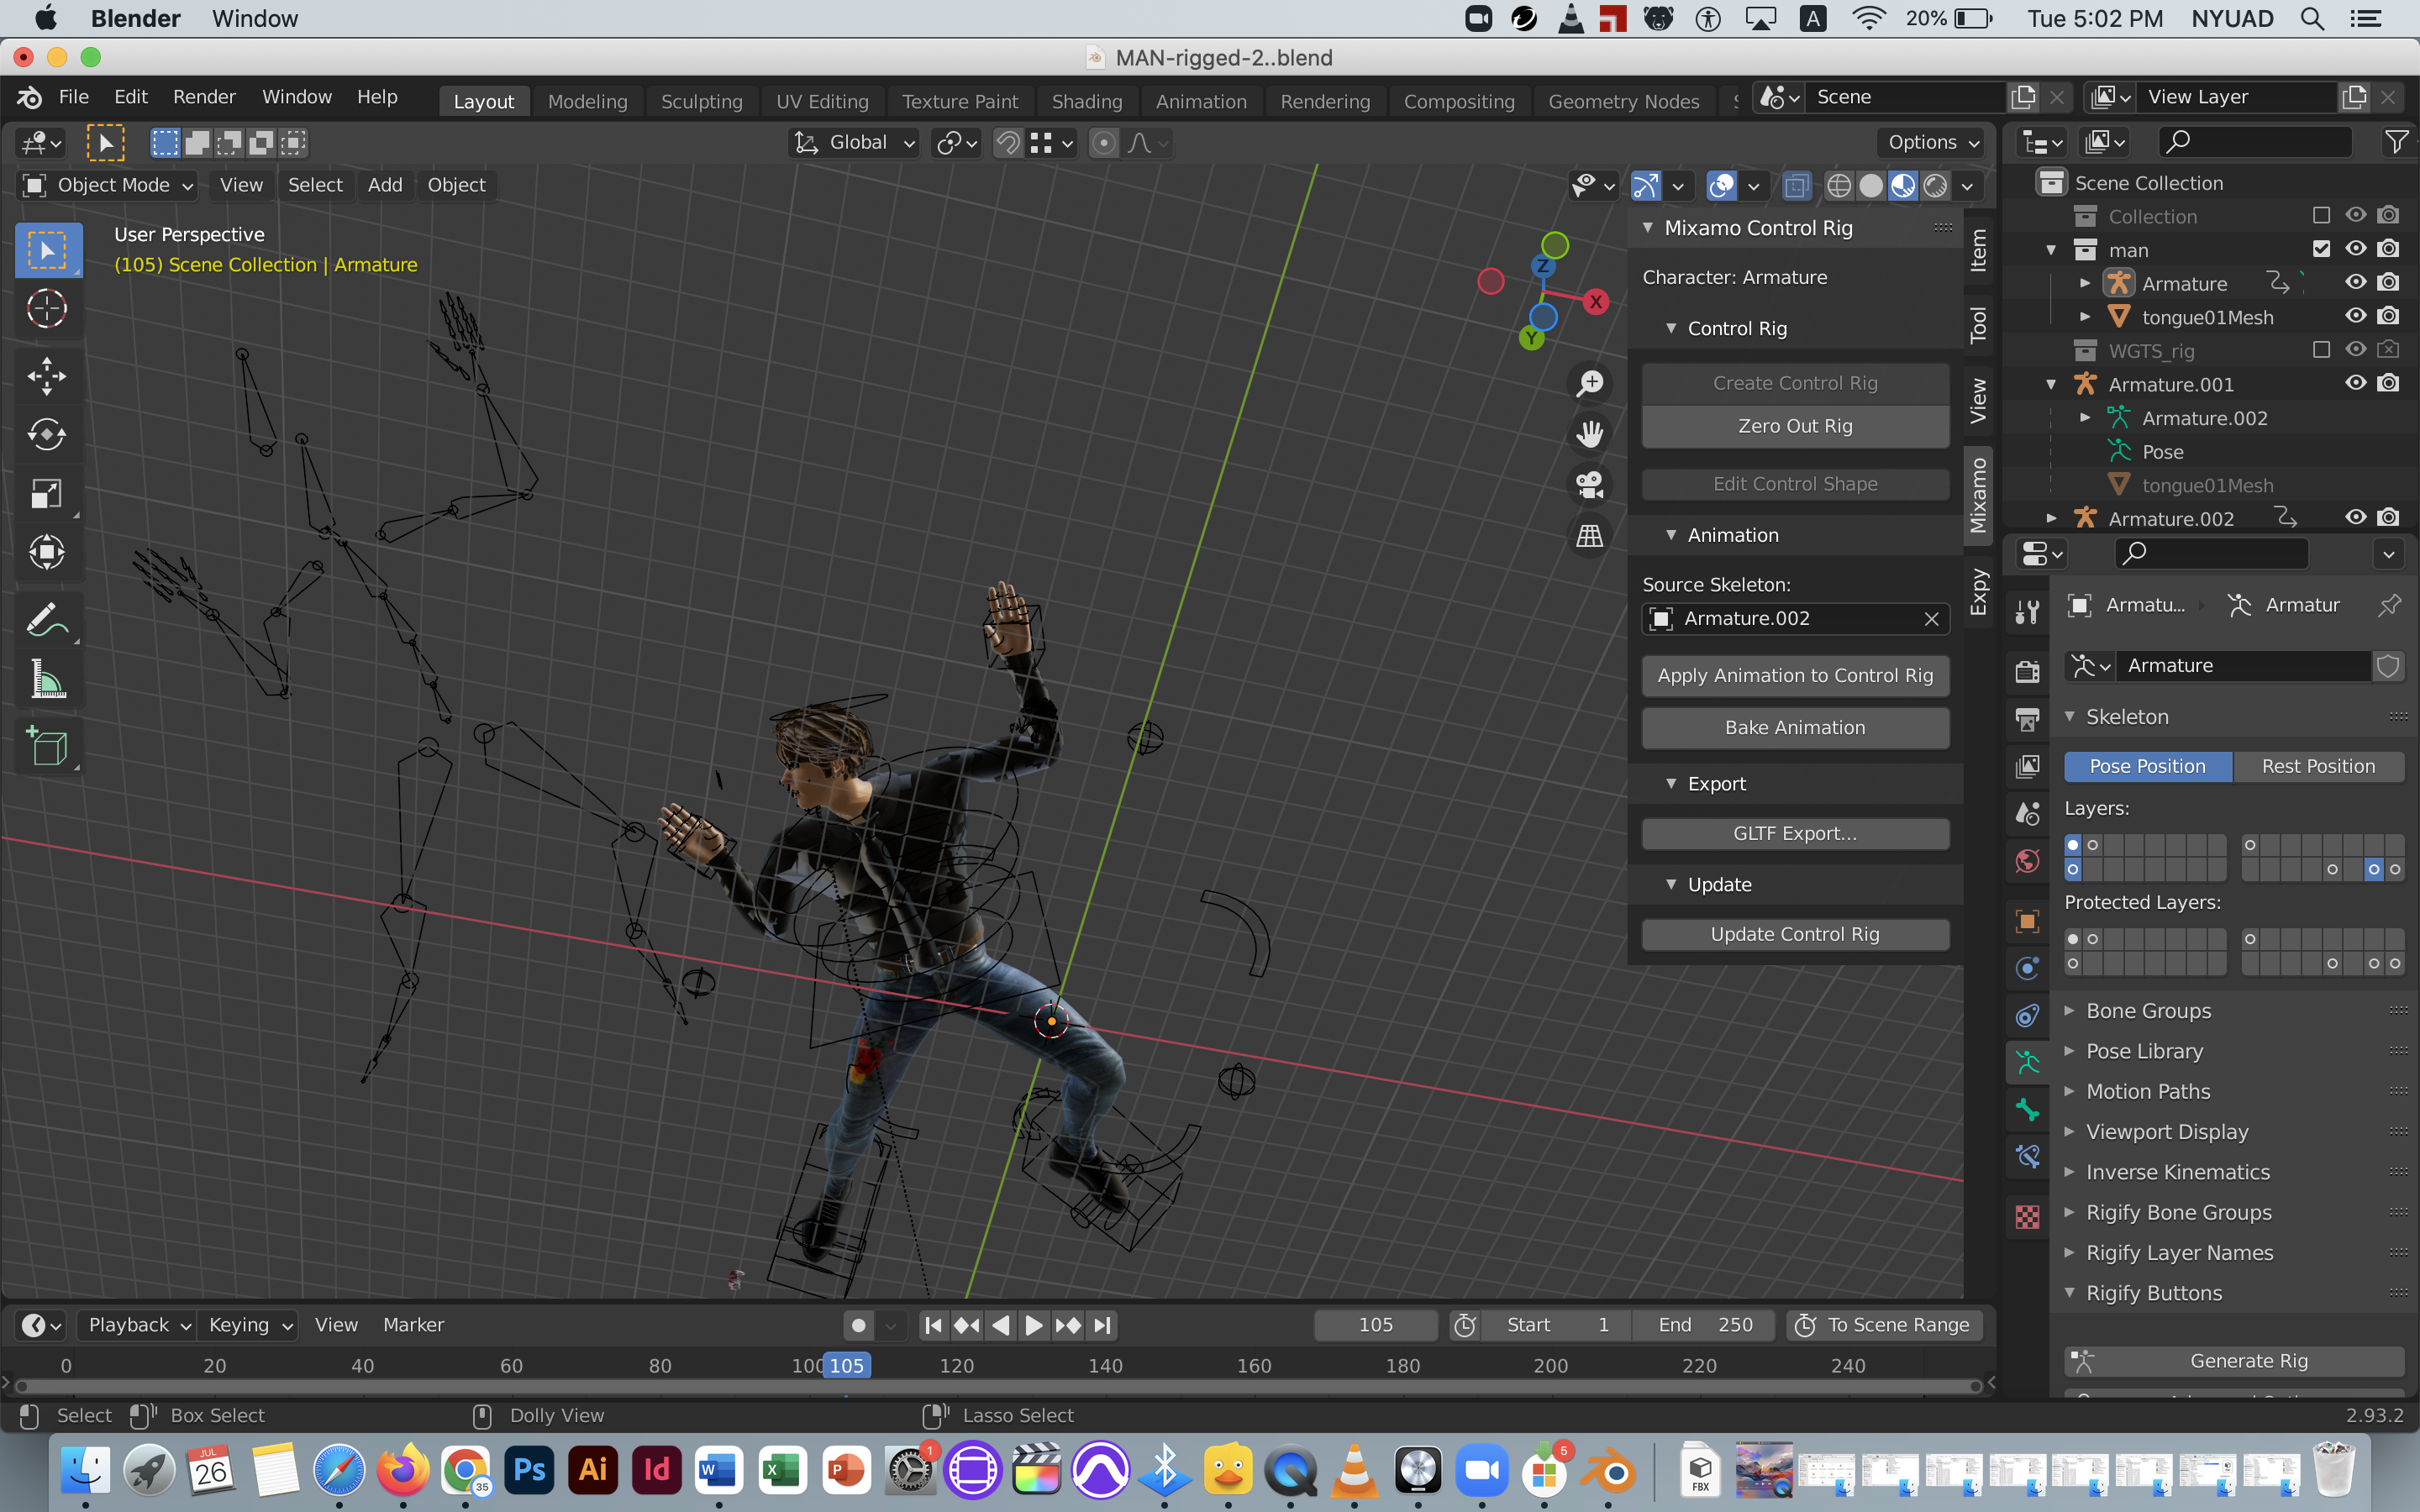 Blender Window 20% Tue 5:02 PM NYUAD
MAN-rigged-2..blend
File Edit Render Window Help Layout Modeling Sculpting UV Editing Texture Paint Shading Animation Rendering Compositing Geometry Nodes Scene View Layer
Global Options
Object Mode View Select Add Object
User Perspective
(105) Scene Collection | Armature
Z
X
Y
Mixamo Control Rig
Character: Armature
Control Rig
Create Control Rig
Zero Out Rig
Edit Control Shape
Animation
Source Skeleton:
Armature.002
Apply Animation to Control Rig
Bake Animation
Export
GLTF Export...
Update
Update Control Rig
Item
Tool
View
Mixamo
Expy
Scene Collection
Collection
man
Armature
tongue01Mesh
WGTS_rig
Armature.001
Armature.002
Pose
tongue01Mesh
Armature.002
Armatu... Armatur
Armature
Skeleton
Pose Position Rest Position
Layers:
Protected Layers:
Bone Groups
Pose Library
Motion Paths
Viewport Display
Inverse Kinematics
Rigify Bone Groups
Rigify Layer Names
Rigify Buttons
Generate Rig
Playback Keying View Marker 105 Start 1 End 250 To Scene Range
0 20 40 60 80 100 105 120 140 160 180 200 220 240
Select Box Select Dolly View Lasso Select 2.93.2
JUL
26
35
Ps
Ai
Id
W
X
P
1
5
FBX